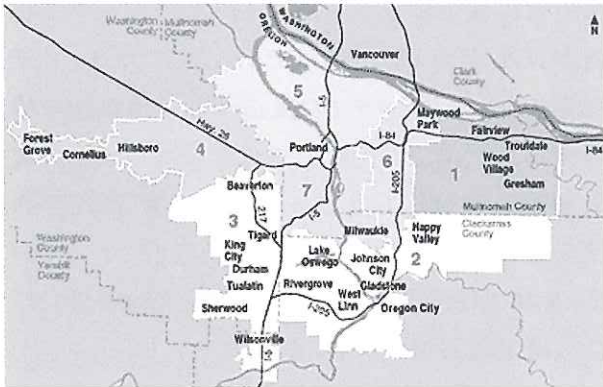 Washington
County
Multnomah
County
OREGON
WASHINGTON
Vancouver
N
Clark
County
5
I-5
Hwy. 26
Maywood
Park
Portland
I-84
Fairview
Troutdale
I-84
Forest
Grove
Cornelius
Hillsboro
4
6
I-205
1
Wood
Village
Gresham
Beaverton
7
Multnomah County
Clackamas
County
217
3
I-5
Tigard
Milwaukie
Happy
Valley
King
City
Lake
Oswego
Johnson
City
2
Washington
County
Yamhill
County
Durham
Tualatin
Rivergrove
West
Linn
Gladstone
Sherwood
I-205
Oregon City
Wilsonville
I-5